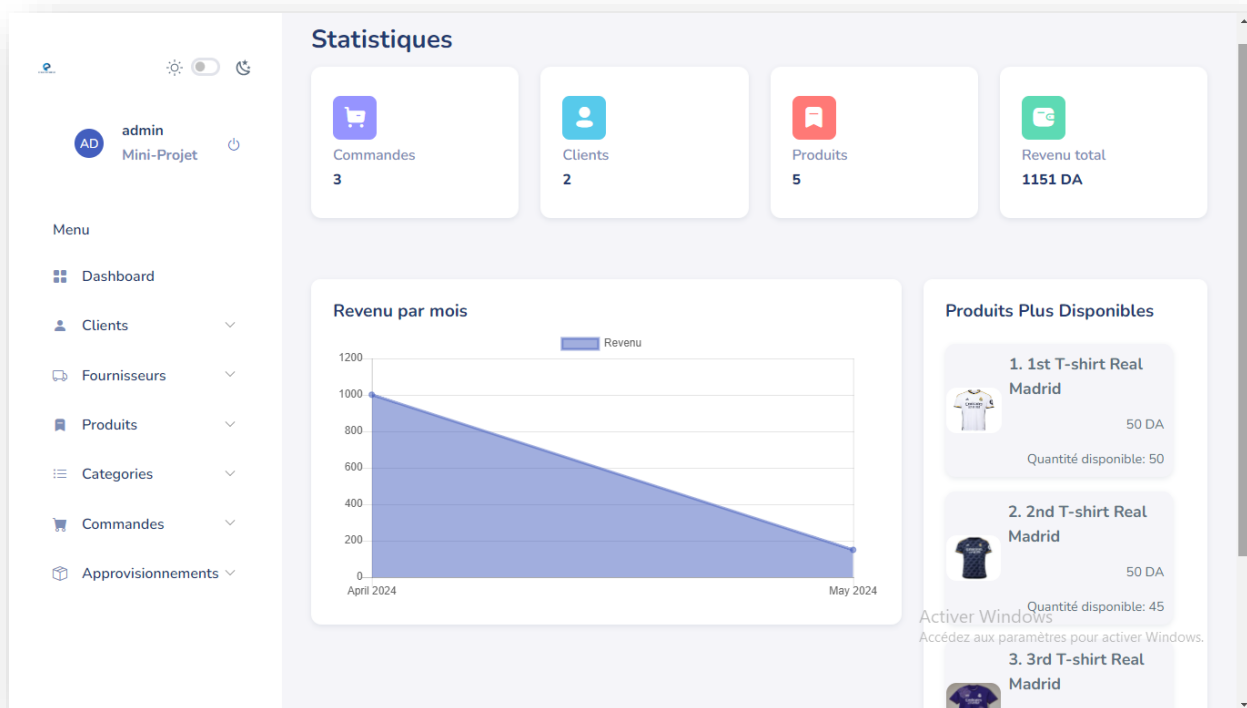 Statistiques
AD
admin
Mini-Projet
Menu
Dashboard
Clients
Fournisseurs
Produits
Categories
Commandes
Approvisionnements
Commandes
3
Clients
2
Produits
5
Revenu total
1151 DA
Revenu par mois
Revenu
1200
1000
800
600
400
200
0
April 2024
May 2024
Produits Plus Disponibles
1. 1st T-shirt Real
Madrid
50 DA
Quantité disponible: 50
2. 2nd T-shirt Real
Madrid
50 DA
Quantité disponible: 45
3. 3rd T-shirt Real
Madrid
Activer Windows
Accédez aux paramètres pour activer Windows.